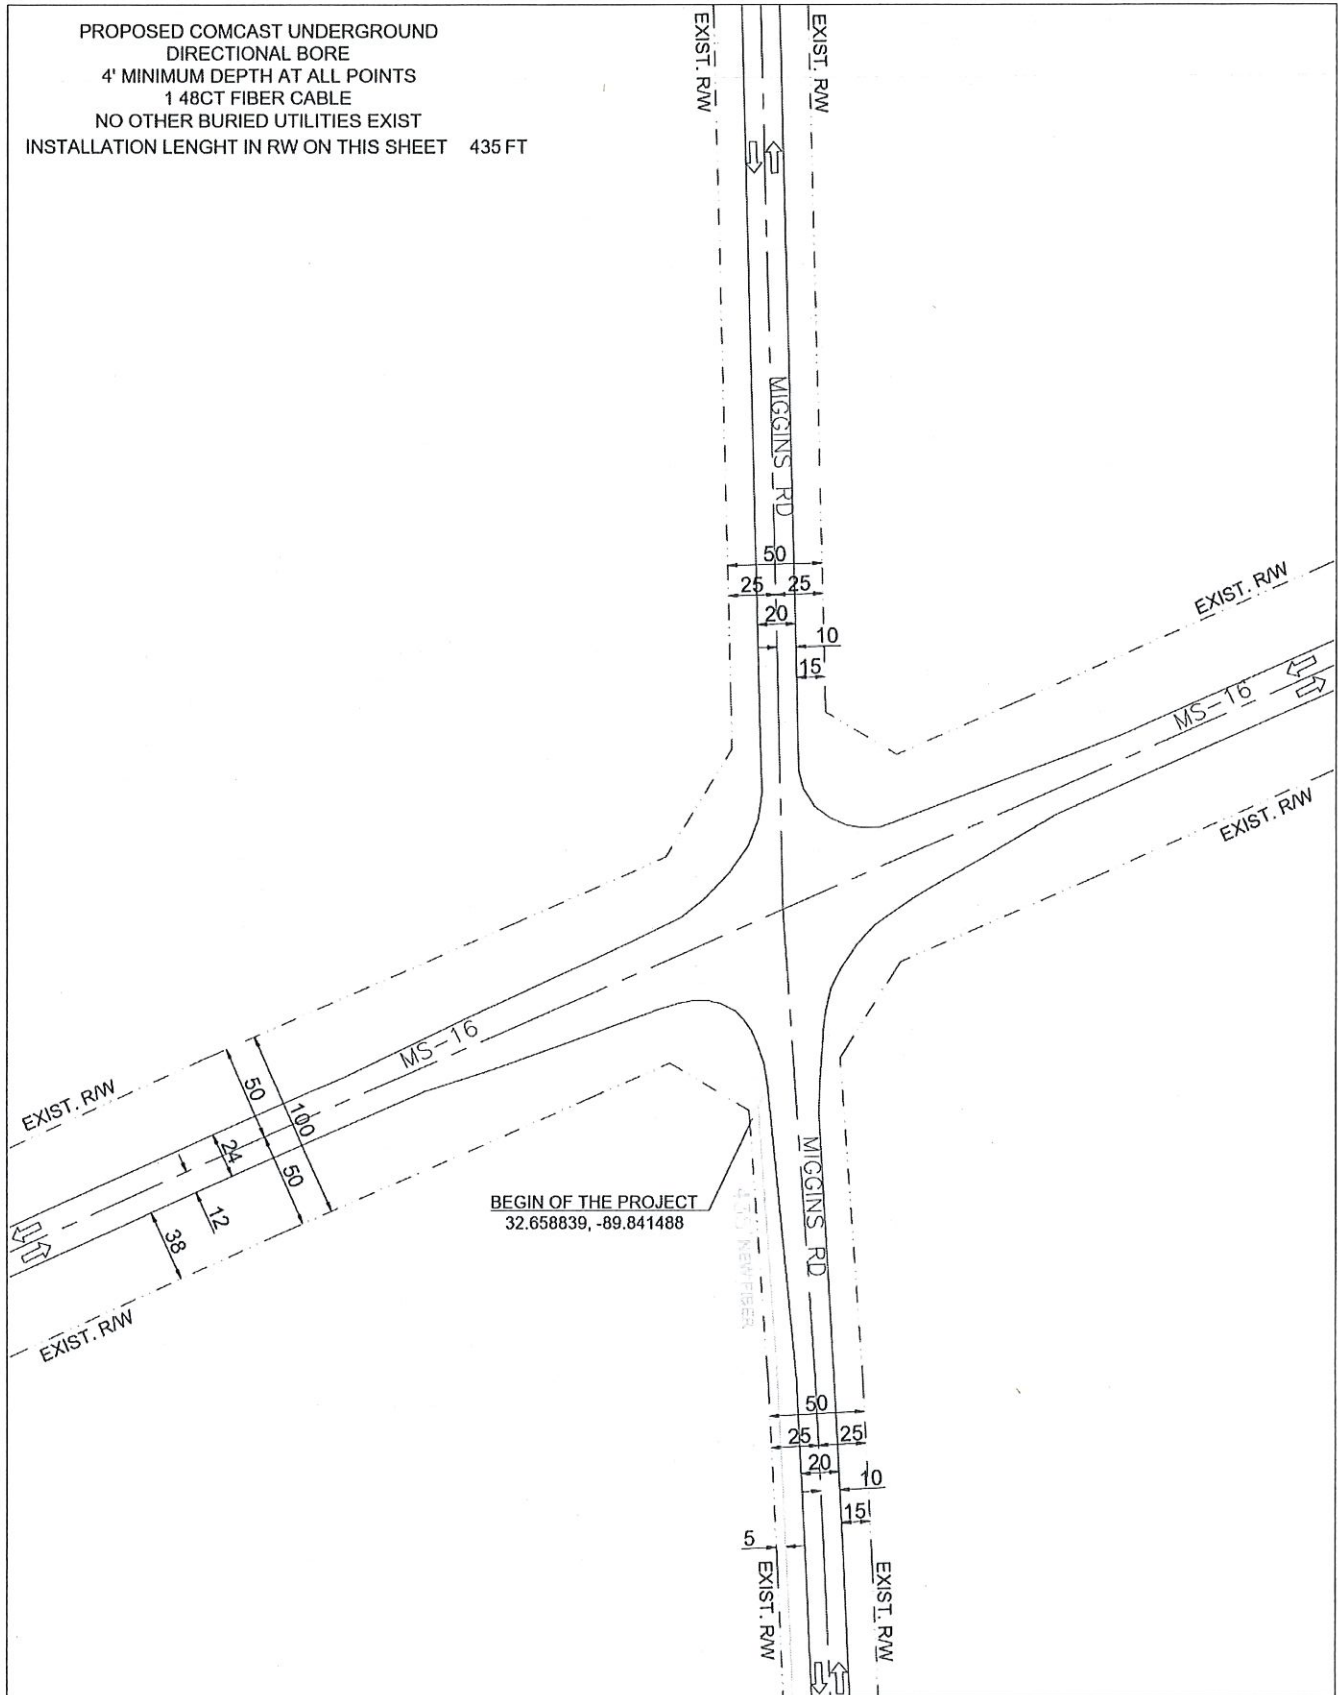 PROPOSED COMCAST UNDERGROUND
DIRECTIONAL BORE
4' MINIMUM DEPTH AT ALL POINTS
1 48CT FIBER CABLE
NO OTHER BURIED UTILITIES EXIST
INSTALLATION LENGHT IN RW ON THIS SHEET 435 FT
EXIST. R/W
EXIST. R/W
MIGGINS RD
50
25 25
20
10
15
EXIST. R/W
MS-16
EXIST. R/W
MS-16
EXIST. R/W
50
100
24
50
12
38
EXIST. R/W
BEGIN OF THE PROJECT
32.658839, -89.841488
MIGGINS RD
NEW FIBER
50
25 25
20
10
15
5
EXIST. R/W
EXIST. R/W